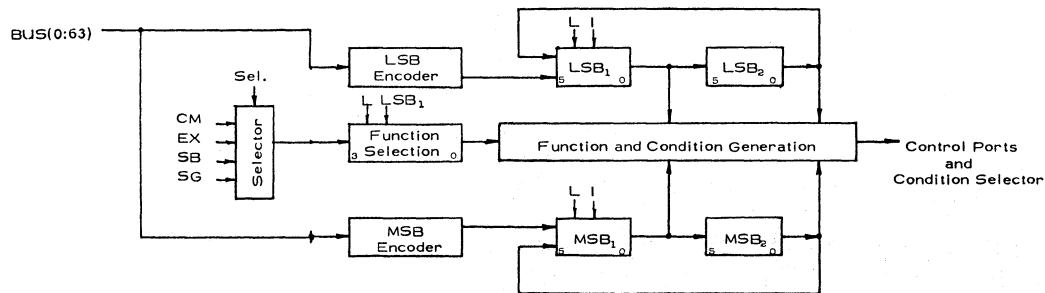 BUS(0:63)
LSB
Encoder
L I
LSB₁
5 0
LSB₂
5 0
Sel.
CM
EX
SB
SG
Selector
L LSB₁
Function
Selection
3 0
Function and Condition Generation
Control Ports
and
Condition Selector
MSB
Encoder
L I
MSB₁
5 0
MSB₂
5 0